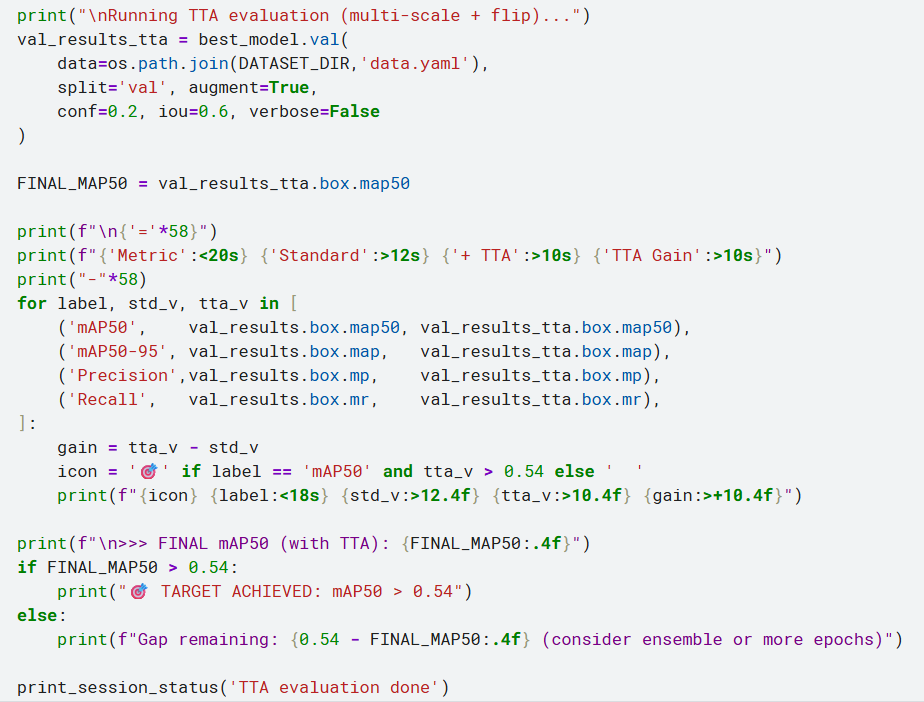 print("\nRunning TTA evaluation (multi-scale + flip)...")
val_results_tta = best_model.val(
    data=os.path.join(DATASET_DIR,'data.yaml'),
    split='val', augment=True,
    conf=0.2, iou=0.6, verbose=False
)

FINAL_MAP50 = val_results_tta.box.map50

print(f"\n{'='*58}")
print(f"{'Metric':<20s} {'Standard':>12s} {'+ TTA':>10s} {'TTA Gain':>10s}")
print("-"*58)
for label, std_v, tta_v in [
    ('mAP50',    val_results.box.map50, val_results_tta.box.map50),
    ('mAP50-95', val_results.box.map,   val_results_tta.box.map),
    ('Precision',val_results.box.mp,    val_results_tta.box.mp),
    ('Recall',   val_results.box.mr,    val_results_tta.box.mr),
]:
    gain = tta_v - std_v
    icon = '🎯' if label == 'mAP50' and tta_v > 0.54 else '  '
    print(f"{icon} {label:<18s} {std_v:>12.4f} {tta_v:>10.4f} {gain:>+10.4f}")

print(f"\n>>> FINAL mAP50 (with TTA): {FINAL_MAP50:.4f}")
if FINAL_MAP50 > 0.54:
    print("🎯 TARGET ACHIEVED: mAP50 > 0.54")
else:
    print(f"Gap remaining: {0.54 - FINAL_MAP50:.4f} (consider ensemble or more epochs)")

print_session_status('TTA evaluation done')